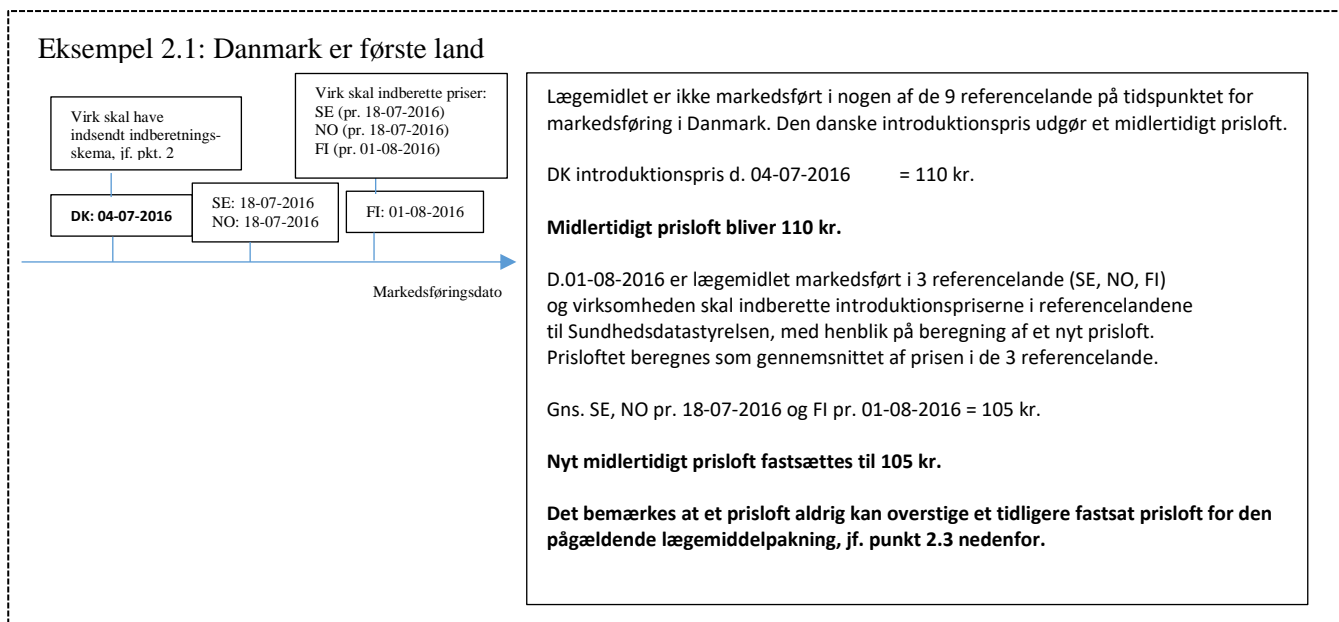 Eksempel 2.1: Danmark er første land
Virk skal have
indsendt indberetnings-
skema, jf. pkt. 2
Virk skal indberette priser:
SE (pr. 18-07-2016)
NO (pr. 18-07-2016)
FI (pr. 01-08-2016)
DK: 04-07-2016
SE: 18-07-2016
NO: 18-07-2016
FI: 01-08-2016
Markedsføringsdato
Lægemidlet er ikke markedsført i nogen af de 9 referencelande på tidspunktet for
markedsføring i Danmark. Den danske introduktionspris udgør et midlertidigt prisloft.
DK introduktionspris d. 04-07-2016 = 110 kr.
Midlertidigt prisloft bliver 110 kr.
D.01-08-2016 er lægemidlet markedsført i 3 referencelande (SE, NO, FI)
og virksomheden skal indberette introduktionspriserne i referencelandene
til Sundhedsdatastyrelsen, med henblik på beregning af et nyt prisloft.
Prisloftet beregnes som gennemsnittet af prisen i de 3 referencelande.
Gns. SE, NO pr. 18-07-2016 og FI pr. 01-08-2016 = 105 kr.
Nyt midlertidigt prisloft fastsættes til 105 kr.
Det bemærkes at et prisloft aldrig kan overstige et tidligere fastsat prisloft for den
pågældende lægemiddelpakning, jf. punkt 2.3 nedenfor.